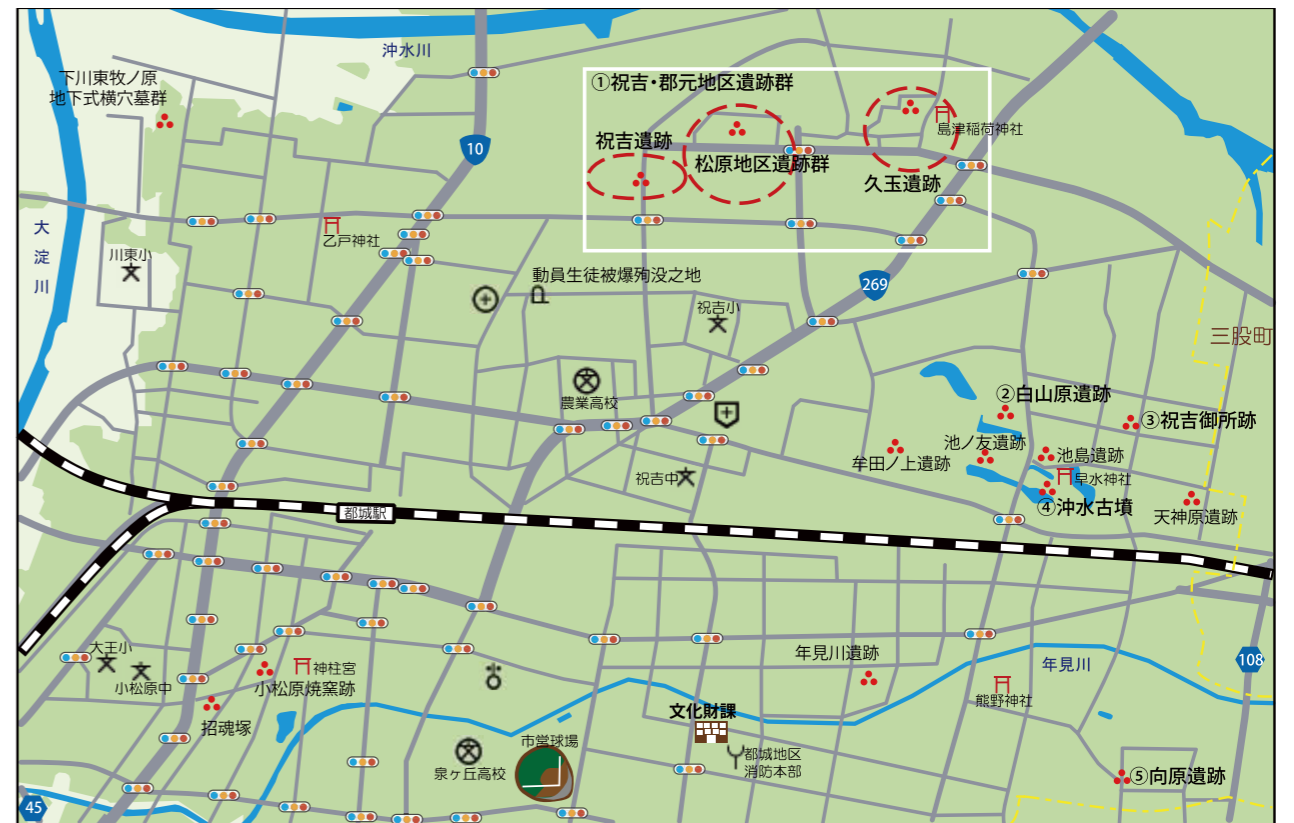 沖水川
下川東牧ノ原
地下式横穴墓群
①祝吉・郡元地区遺跡群
島津稲荷神社
祝吉遺跡
10
松原地区遺跡群
久玉遺跡
大淀川
乙戸神社
川東小
動員生徒被爆殉没之地
269
祝吉小
三股町
農業高校
②白山原遺跡
③祝吉御所跡
池ノ友遺跡
池島遺跡
牟田ノ上遺跡
祝吉中
早水神社
④沖水古墳
天神原遺跡
都城駅
大王小
年見川遺跡
年見川
108
神柱宮
小松原中
小松原焼窯跡
熊野神社
文化財課
招魂塚
市営球場
都城地区
消防本部
泉ヶ丘高校
⑤向原遺跡
45